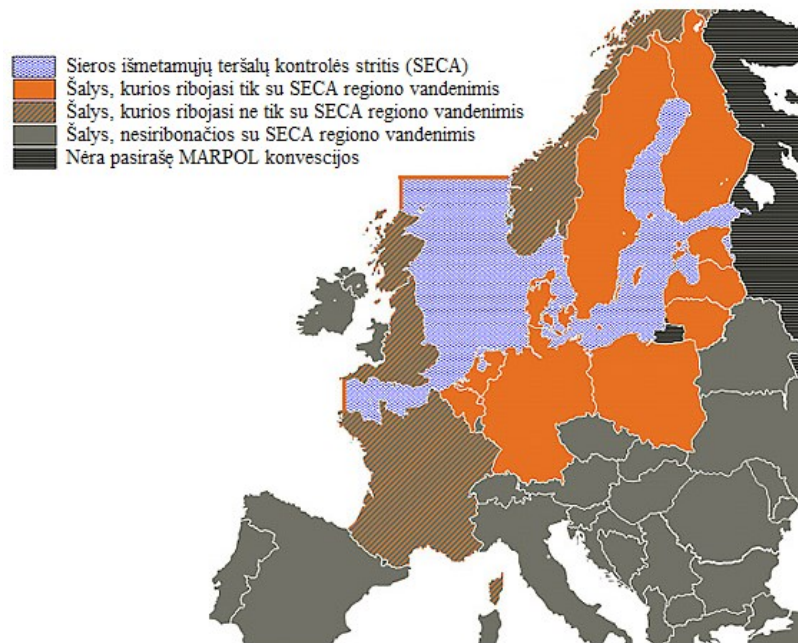 Sieros išmetamųjų teršalų kontrolės stritis (SECA)
Šalys, kurios ribojasi tik su SECA regiono vandenimis
Šalys, kurios ribojasi ne tik su SECA regiono vandenimis
Šalys, nesiribonačios su SECA regiono vandenimis
Nėra pasirašę MARPOL konvescijos